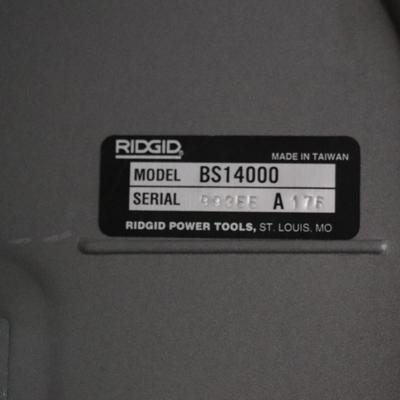 RIDGID
MADE IN TAIWAN
MODEL BS14000
SERIAL A
RIDGID POWER TOOLS, ST. LOUIS, MO